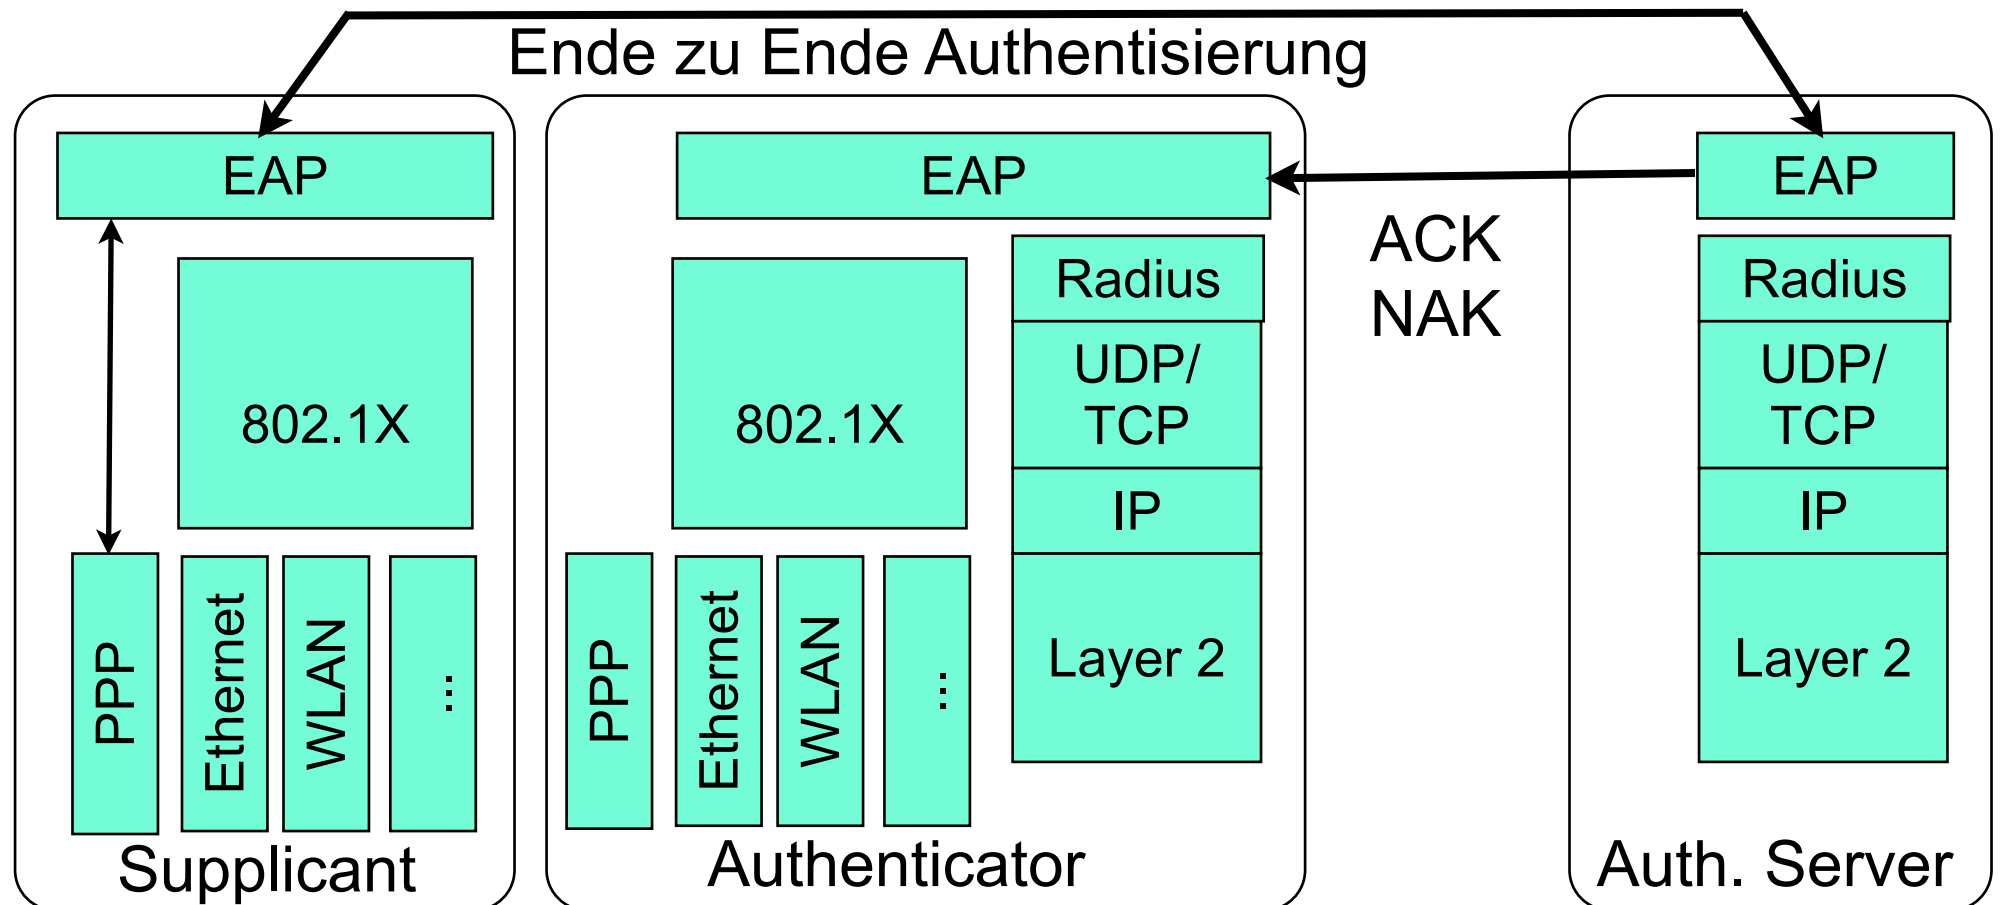 Ende zu Ende Authentisierung
EAP
802.1X
PPP
Ethernet
WLAN
...
Supplicant
EAP
802.1X
Radius
UDP/
TCP
IP
Layer 2
PPP
Ethernet
WLAN
...
Authenticator
ACK
NAK
EAP
Radius
UDP/
TCP
IP
Layer 2
Auth. Server